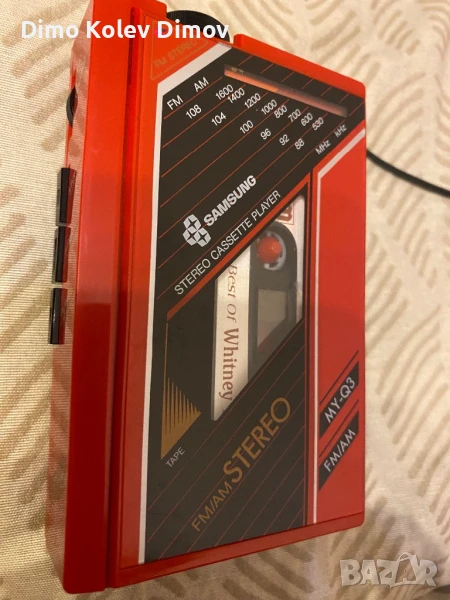 Dimo Kolev Dimov
FM STEREO
FM AM
108 1600
104 1400
1200
100 1000
96 800
700
92 600
88 530
MHz kHz
SAMSUNG
STEREO CASSETTE PLAYER
Best of Whitney
TAPE
FM/AM STEREO
MY-Q3
FM/AM
BAZAR